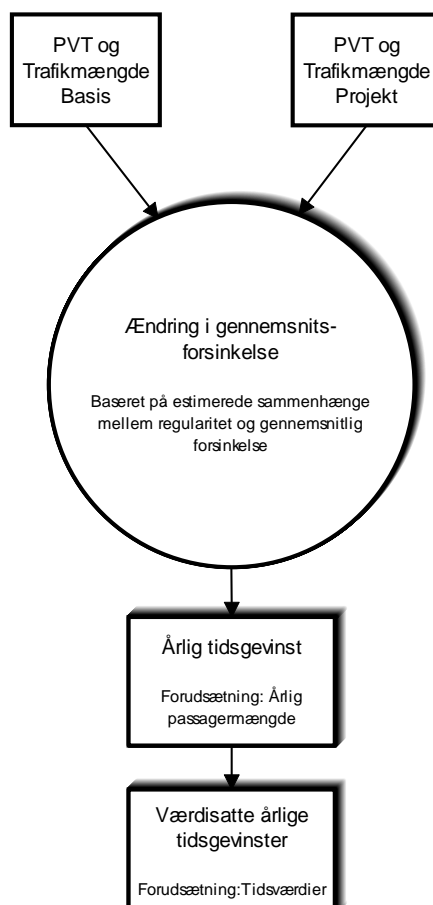 PVT og
Trafikmængde
Basis
PVT og
Trafikmængde
Projekt
Ændring i gennemsnits-
forsinkelse
Baseret på estimerede sammenhænge
mellem regularitet og gennemsnitlig
forsinkelse
Årlig tidsgevinst
Forudsætning: Årlig
passagermængde
Værdisatte årlige
tidsgevinster
Forudsætning:Tidsværdier